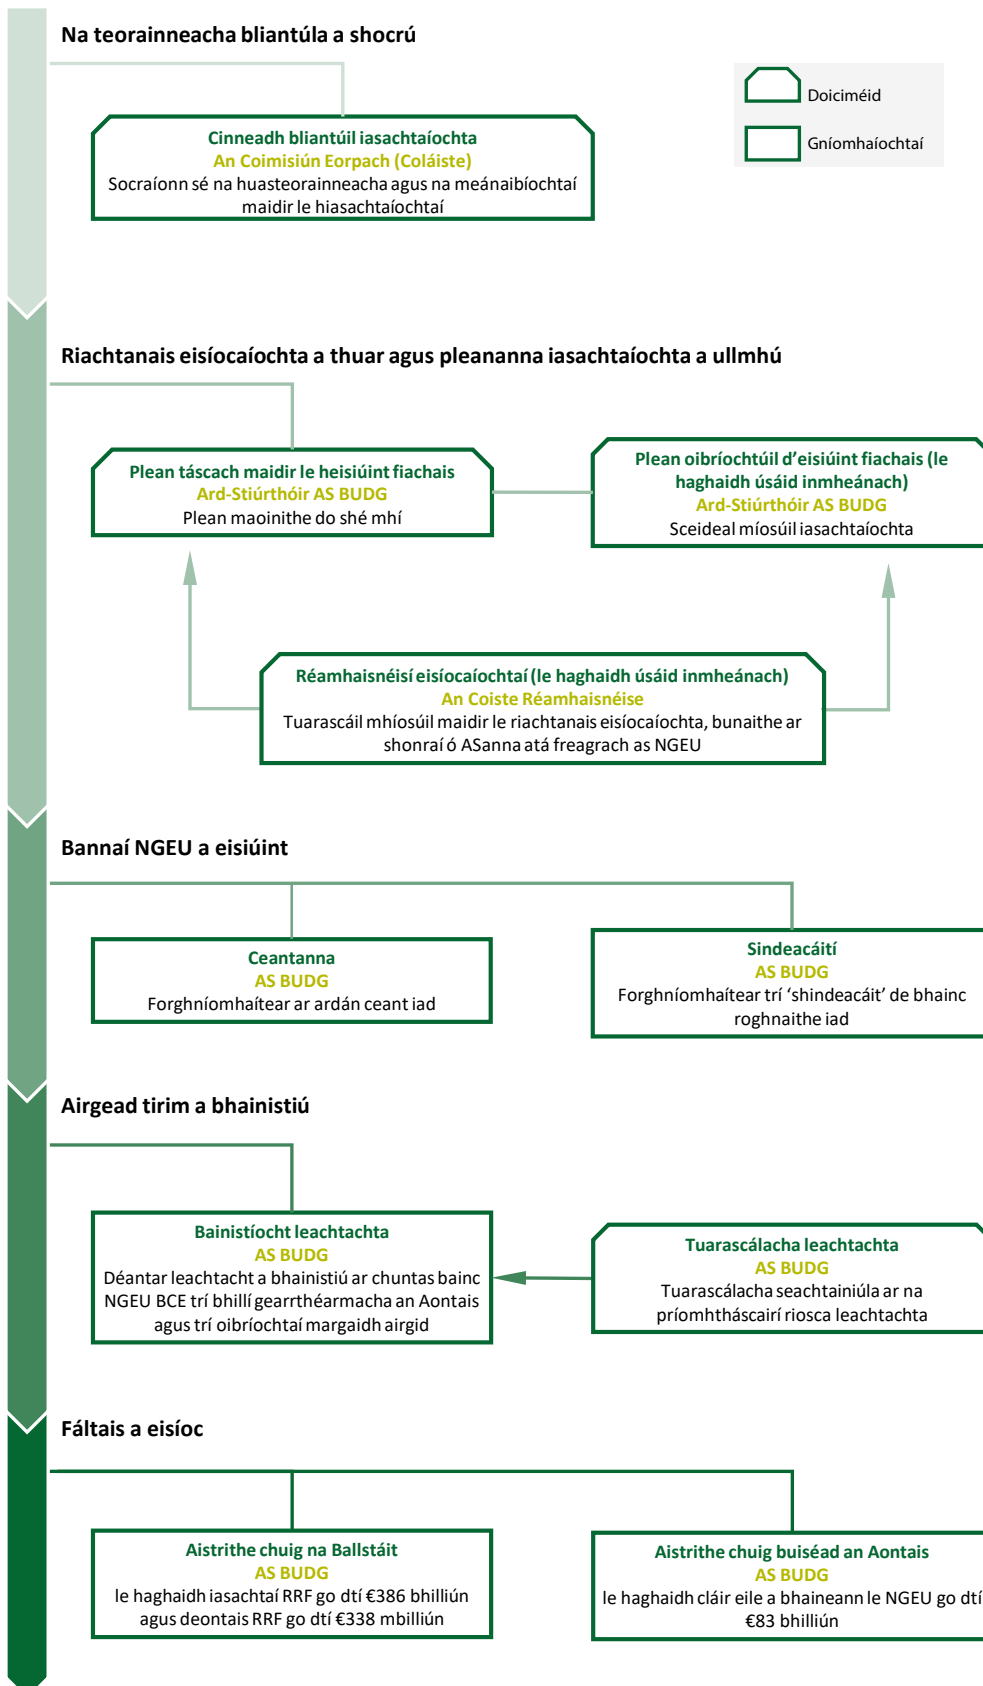 Na teorainneacha bliantúla a shocrú
Doiciméid
Gníomhaíochtaí
Cinneadh bliantúil iasachtaíochta
An Coimisiún Eorpach (Coláiste)
Socraíonn sé na huasteorainneacha agus na meánaibíochtaí
maidir le hiasachtaíochtaí
Riachtanais eisíocaíochta a thuar agus pleananna iasachtaíochta a ullmhú
Plean táscach maidir le heisiúint fiachais
Ard-Stiúrthóir AS BUDG
Plean maoinithe do shé mhí
Plean oibríochtúil d’eisiúint fiachais (le
haghaidh úsáid inmheánach)
Ard-Stiúrthóir AS BUDG
Sceideal míosúil iasachtaíochta
Réamhaisnéisí eisíocaíochtaí (le haghaidh úsáid inmheánach)
An Coiste Réamhaisnéise
Tuarascáil mhíosúil maidir le riachtanais eisíocaíochta, bunaithe ar
shonraí ó ASanna atá freagrach as NGEU
Bannaí NGEU a eisiúint
Ceantanna
AS BUDG
Forghníomhaítear ar ardán ceant iad
Sindeacáití
AS BUDG
Forghníomhaítear trí ‘shindeacáit’ de bhainc
roghnaithe iad
Airgead tirim a bhainistiú
Bainistíocht leachtachta
AS BUDG
Déantar leachtacht a bhainistiú ar chuntas bainc
NGEU BCE trí bhillí gearrthéarmacha an Aontais
agus trí oibríochtaí margaidh airgid
Tuarascálacha leachtachta
AS BUDG
Tuarascálacha seachtainiúla ar na
príomhtháscairí riosca leachtachta
Fáltais a eisíoc
Aistrithe chuig na Ballstáit
AS BUDG
le haghaidh iasachtaí RRF go dtí €386 bhilliún
agus deontais RRF go dtí €338 mbilliún
Aistrithe chuig buiséad an Aontais
AS BUDG
le haghaidh cláir eile a bhaineann le NGEU go dtí
€83 bhilliún